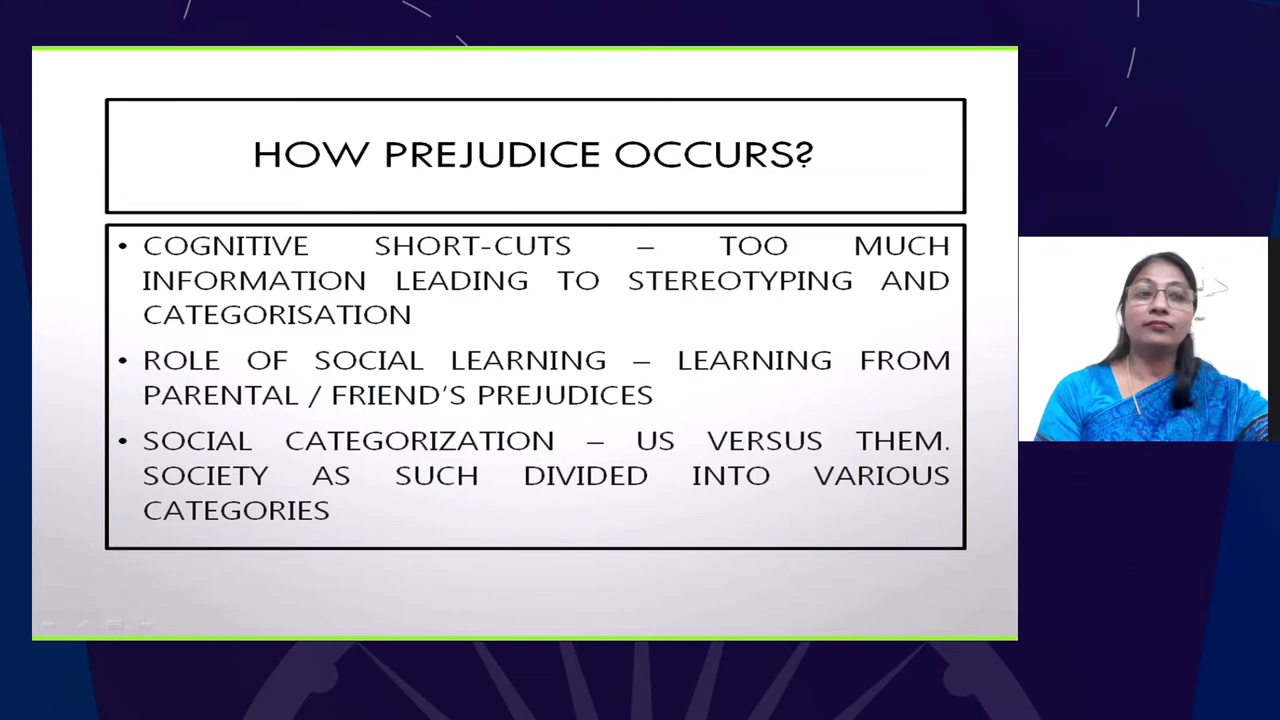 HOW PREJUDICE OCCURS?
• COGNITIVE SHORT-CUTS – TOO MUCH
INFORMATION LEADING TO STEREOTYPING AND
CATEGORISATION
• ROLE OF SOCIAL LEARNING – LEARNING FROM
PARENTAL / FRIEND'S PREJUDICES
• SOCIAL CATEGORIZATION – US VERSUS THEM.
SOCIETY AS SUCH DIVIDED INTO VARIOUS
CATEGORIES